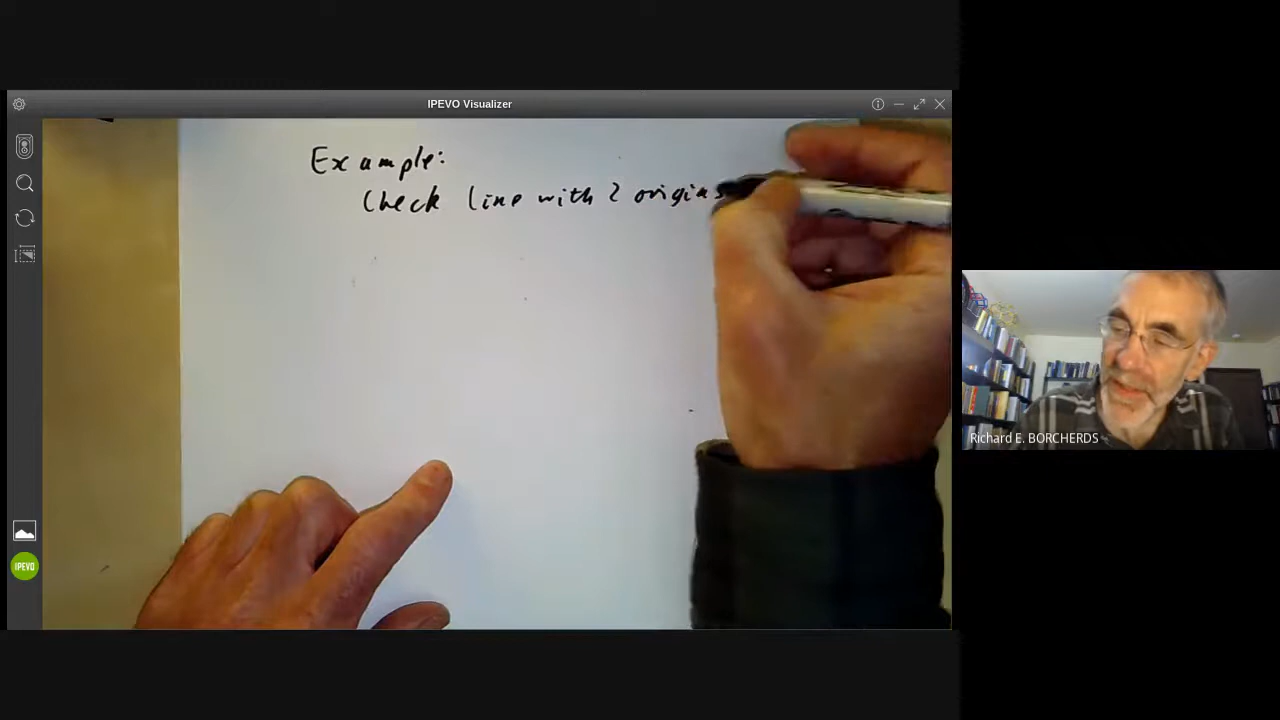 IPEVO Visualizer
Example:
Check line with 2 origins
IPEVO
Richard E. BORCHERDS